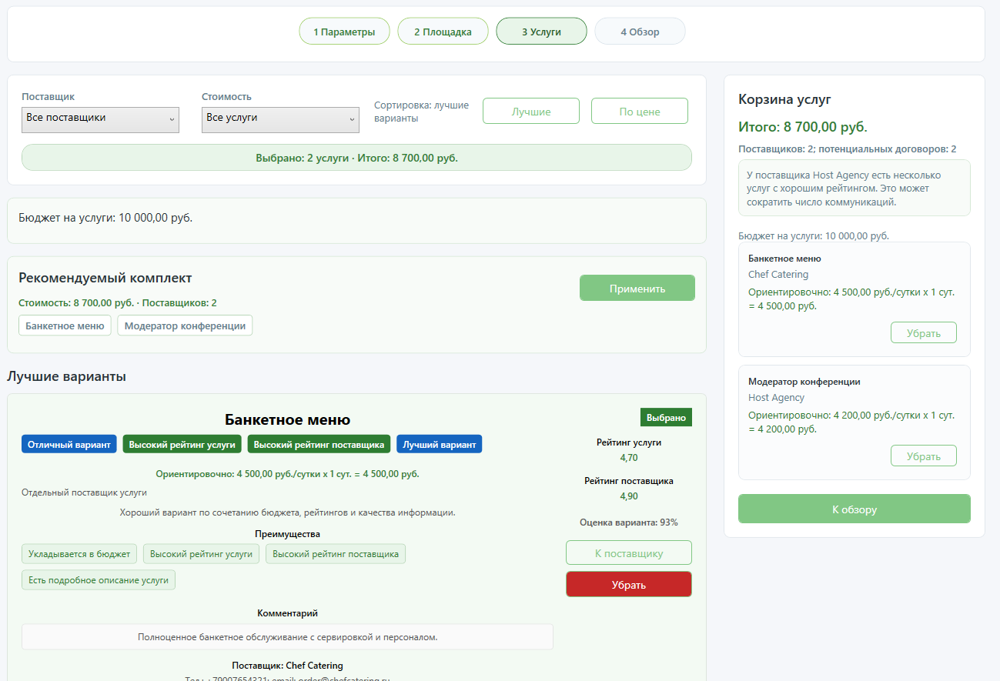 1 Параметры
2 Площадка
3 Услуги
4 Обзор
Поставщик
Все поставщики
Стоимость
Все услуги
Сортировка: лучшие
варианты
Лучшие
По цене
Выбрано: 2 услуги · Итого: 8 700,00 руб.
Бюджет на услуги: 10 000,00 руб.
Рекомендуемый комплект
Стоимость: 8 700,00 руб. · Поставщиков: 2
Банкетное меню
Модератор конференции
Применить
Лучшие варианты
Банкетное меню
Отличный вариант
Высокий рейтинг услуги
Высокий рейтинг поставщика
Лучший вариант
Ориентировочно: 4 500,00 руб./сутки x 1 сут. = 4 500,00 руб.
Отдельный поставщик услуги
Хороший вариант по сочетанию бюджета, рейтингов и качества информации.
Преимущества
Укладывается в бюджет
Высокий рейтинг услуги
Высокий рейтинг поставщика
Есть подробное описание услуги
Комментарий
Полноценное банкетное обслуживание с сервировкой и персоналом.
Поставщик: Chef Catering
Выбрано
Рейтинг услуги
4,70
Рейтинг поставщика
4,90
Оценка варианта: 93%
К поставщику
Убрать
Корзина услуг
Итого: 8 700,00 руб.
Поставщиков: 2; потенциальных договоров: 2
У поставщика Host Agency есть несколько
услуг с хорошим рейтингом. Это может
сократить число коммуникаций.
Бюджет на услуги: 10 000,00 руб.
Банкетное меню
Chef Catering
Ориентировочно: 4 500,00 руб./сутки x 1 сут.
= 4 500,00 руб.
Убрать
Модератор конференции
Host Agency
Ориентировочно: 4 200,00 руб./сутки x 1 сут.
= 4 200,00 руб.
Убрать
К обзору